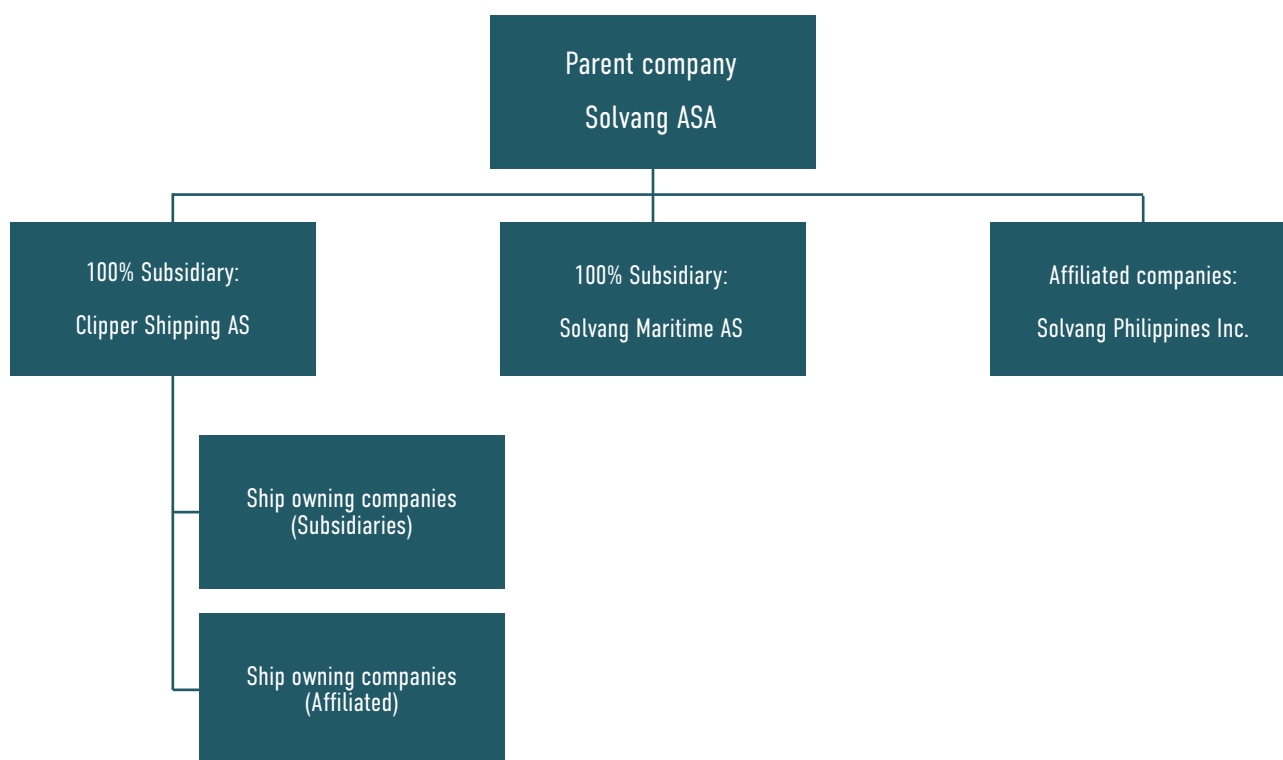 Parent company
Solvang ASA
100% Subsidiary:
Clipper Shipping AS
100% Subsidiary:
Solvang Maritime AS
Affiliated companies:
Solvang Philippines Inc.
Ship owning companies
(Subsidiaries)
Ship owning companies
(Affiliated)